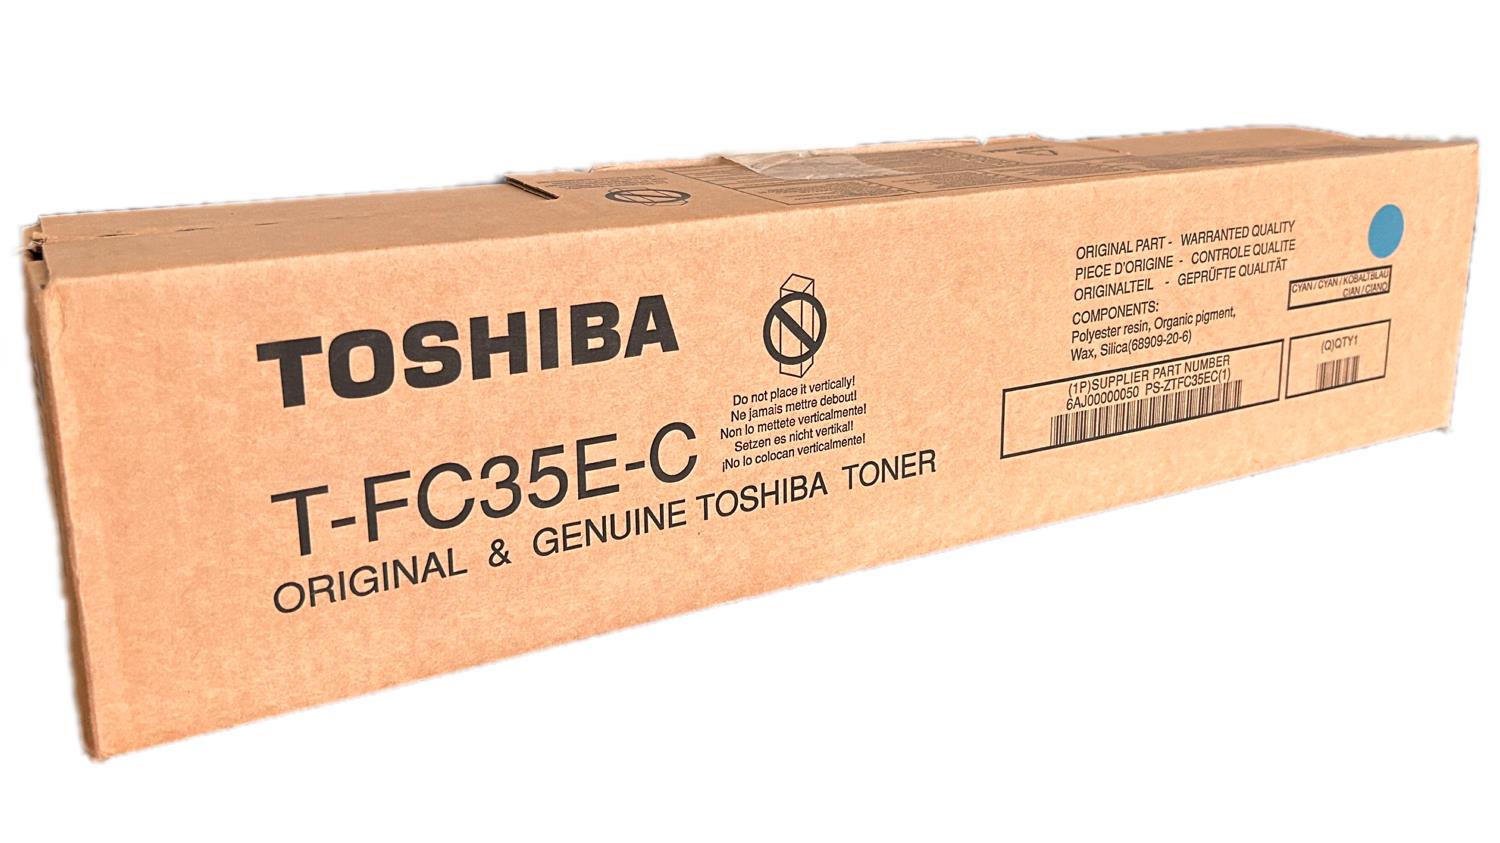 TOSHIBA
T-FC35E-C
ORIGINAL & GENUINE TOSHIBA TONER
Do not place it vertically!
Ne jamais mettre debout!
Non lo mettete verticalmente!
Setzen es nicht vertikal!
¡No lo colocan verticalmente!
ORIGINAL PART - WARRANTED QUALITY
PIECE D'ORIGINE - CONTROLE QUALITE
ORIGINALTEIL - GEPRÜFTE QUALITÄT
COMPONENTS:
Polyester resin, Organic pigment,
Wax, Silica(68909-20-6)
(1P)SUPPLIER PART NUMBER
6AJ00000050 PS-ZTFC35EC(1)
CYAN / CYAN / KOBALTBLAU
CIAN / CIANO
(Q)QTY1